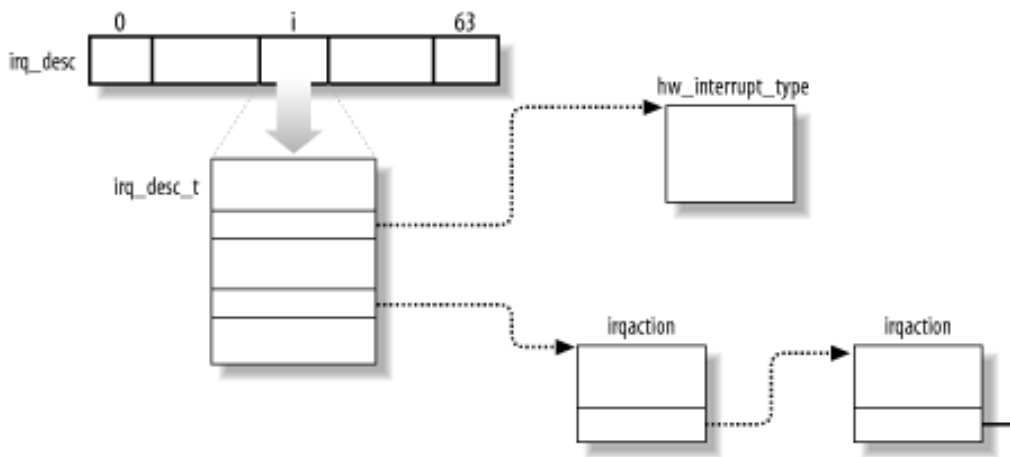 0 i 63
irq_desc
hw_interrupt_type
irq_desc_t
irqaction irqaction